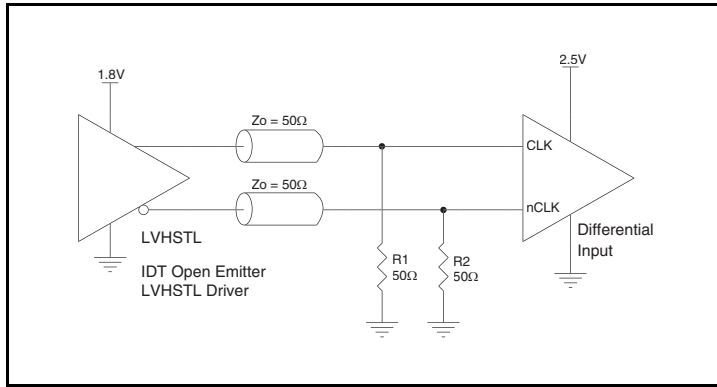 1.8V
2.5V
Zo = 50Ω
CLK
Zo = 50Ω
nCLK
LVHSTL
Differential
Input
IDT Open Emitter
LVHSTL Driver
R1
50Ω
R2
50Ω